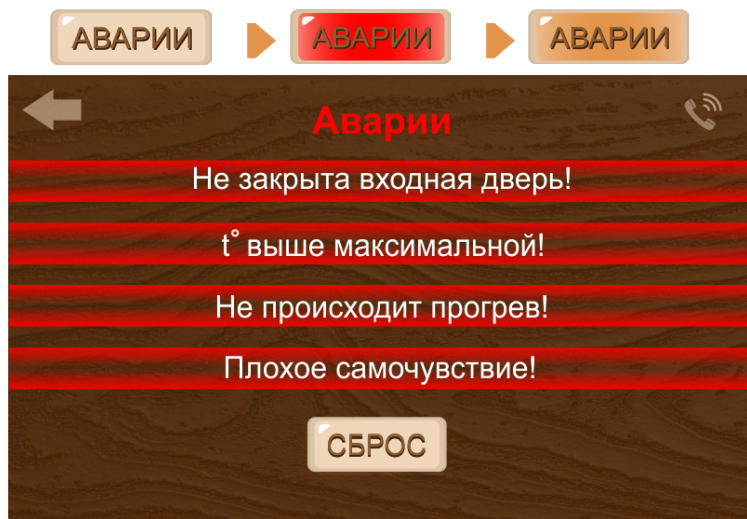 АВАРИИ АВАРИИ АВАРИИ
Аварии
Не закрыта входная дверь!
t° выше максимальной!
Не происходит прогрев!
Плохое самочувствие!
СБРОС